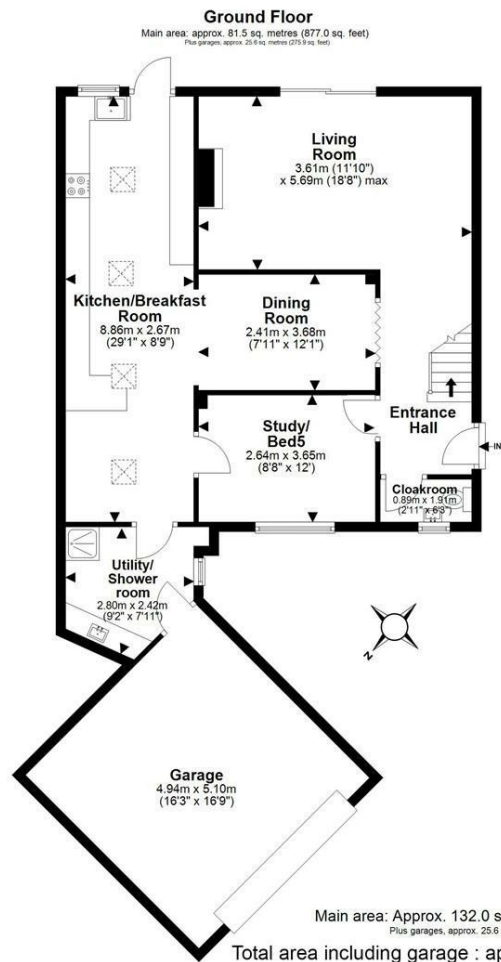 Ground Floor
Main area: approx. 81.5 sq. metres (877.0 sq. feet)
Plus garages, approx. 25.6 sq. metres (275.9 sq. feet)
Living
Room
3.61m (11'10")
x 5.69m (18'8") max
Kitchen/Breakfast
Room
8.86m x 2.67m
(29'1" x 8'9")
Dining
Room
2.41m x 3.68m
(7'11" x 12'1")
Study/
Bed5
2.64m x 3.65m
(8'8" x 12')
Entrance
Hall
IN
Cloakroom
0.89m x 1.91m
(2'11" x 6'3")
Utility/
Shower
room
2.80m x 2.42m
(9'2" x 7'11")
N
Garage
4.94m x 5.10m
(16'3" x 16'9")
Main area: Approx. 132.0 s
Plus garages, approx. 25.6
Total area including garage : ap